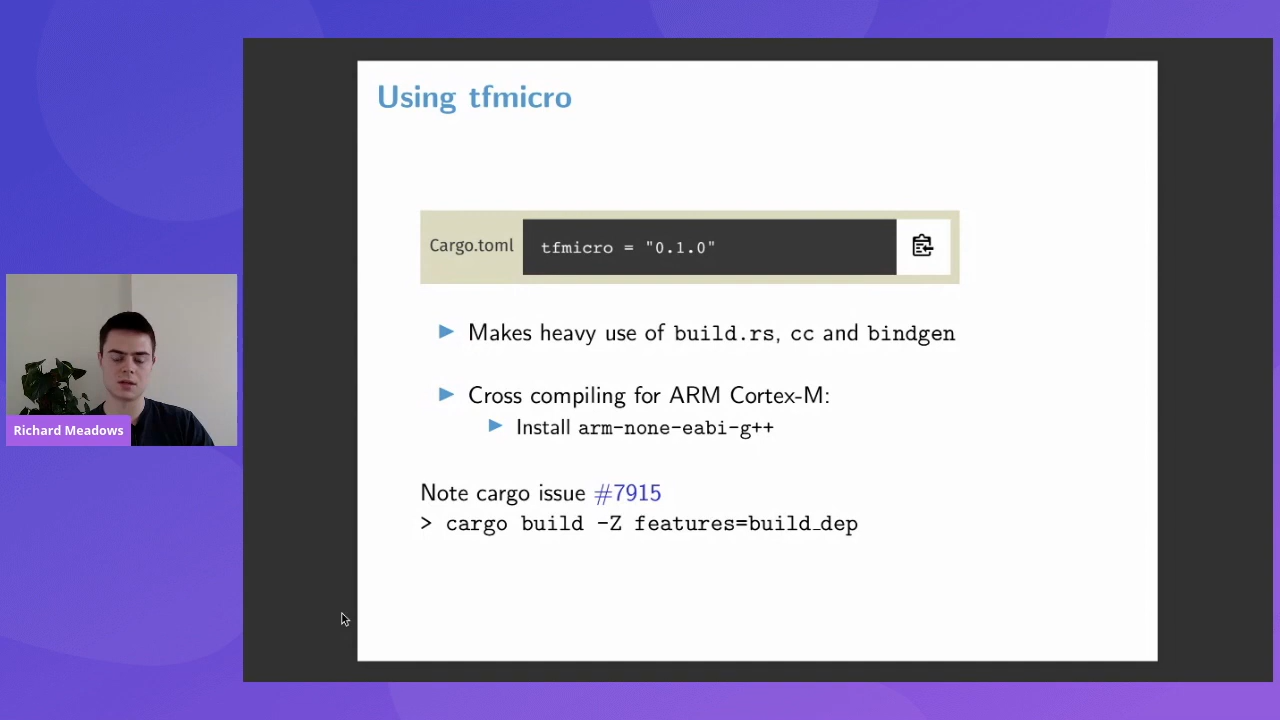 Using tfmicro
Cargo.toml
tfmicro = "0.1.0"
Makes heavy use of build.rs, cc and bindgen
Cross compiling for ARM Cortex-M:
Install arm-none-eabi-g++
Note cargo issue #7915
> cargo build -Z features=build_dep
Richard Meadows